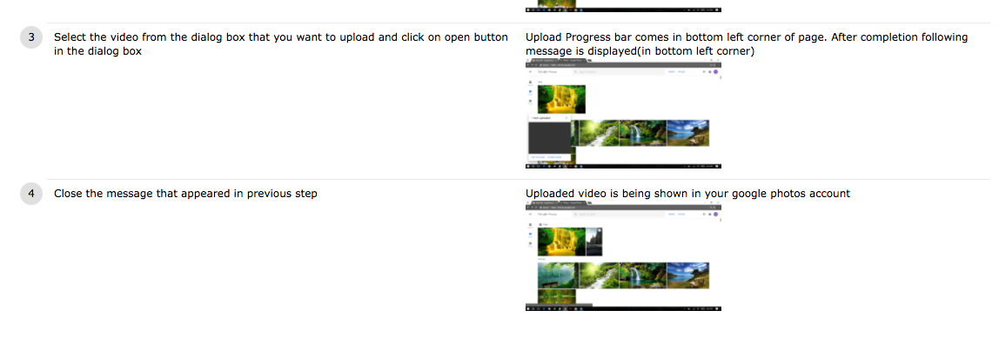 3
Select the video from the dialog box that you want to upload and click on open button
in the dialog box
Upload Progress bar comes in bottom left corner of page. After completion following
message is displayed(in bottom left corner)
4
Close the message that appeared in previous step
Uploaded video is being shown in your google photos account